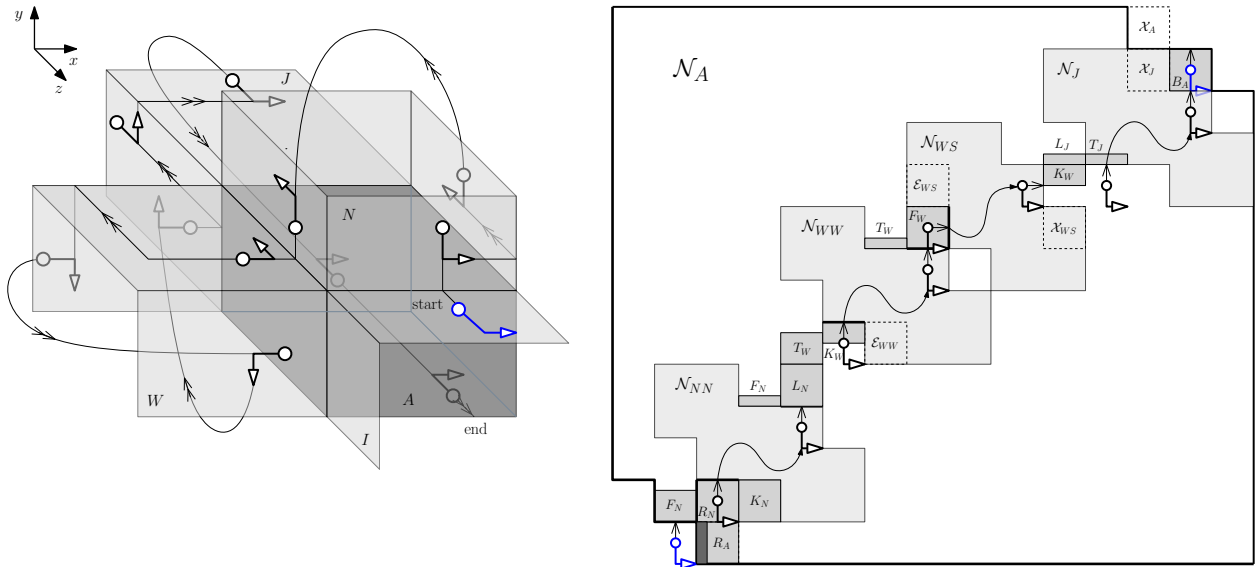 y
x
z
J
N
start
W
A
I
end
𝒩_A
𝒳_A
𝒩_J
𝒳_J
B_A
𝒩_WS
L_J
T_J
K_W
ℰ_WS
F_W
𝒳_WS
𝒩_WW
T_W
T_W
K_W
ℰ_WW
𝒩_NN
F_N
L_N
F_N
R_N
K_N
R_A